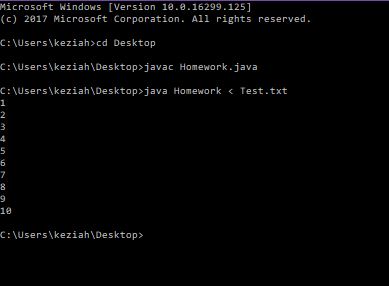 Microsoft Windows [Version 10.0.16299.125]
(c) 2017 Microsoft Corporation. All rights reserved.
C:\Users\keziah>cd Desktop
C:\Users\keziah\Desktop>javac Homework.java
C:\Users\keziah\Desktop>java Homework < Test.txt
1
2
3
4
5
6
7
8
9
10
C:\Users\keziah\Desktop>